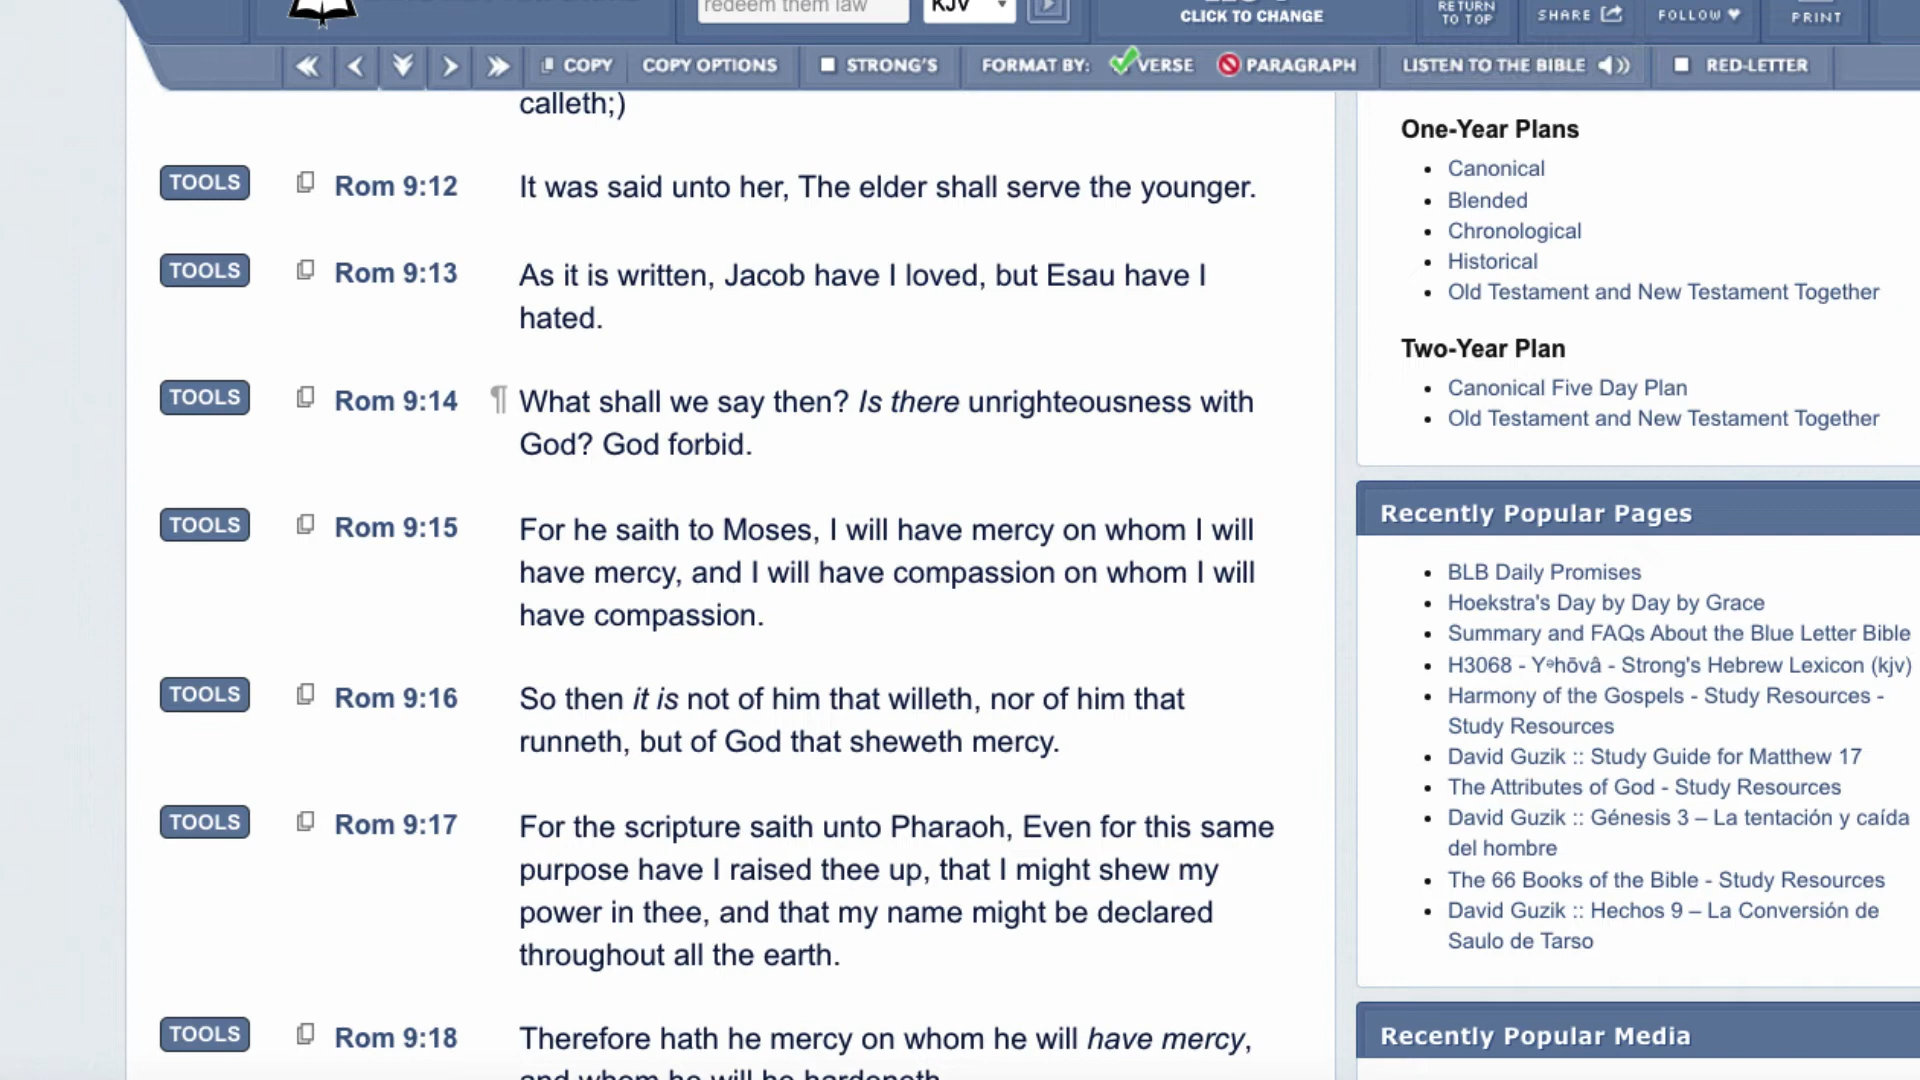 redeem them law
KJV
CLICK TO CHANGE
RETURN
TO TOP
SHARE
FOLLOW
PRINT
COPY
COPY OPTIONS
STRONG'S
FORMAT BY:
VERSE
PARAGRAPH
LISTEN TO THE BIBLE
RED-LETTER
calleth;)
TOOLS
Rom 9:12
It was said unto her, The elder shall serve the younger.
TOOLS
Rom 9:13
As it is written, Jacob have I loved, but Esau have I
hated.
TOOLS
Rom 9:14
¶ What shall we say then? Is there unrighteousness with
God? God forbid.
TOOLS
Rom 9:15
For he saith to Moses, I will have mercy on whom I will
have mercy, and I will have compassion on whom I will
have compassion.
TOOLS
Rom 9:16
So then it is not of him that willeth, nor of him that
runneth, but of God that sheweth mercy.
TOOLS
Rom 9:17
For the scripture saith unto Pharaoh, Even for this same
purpose have I raised thee up, that I might shew my
power in thee, and that my name might be declared
throughout all the earth.
TOOLS
Rom 9:18
Therefore hath he mercy on whom he will have mercy,
and whom he will he hardeneth.
One-Year Plans
• Canonical
• Blended
• Chronological
• Historical
• Old Testament and New Testament Together
Two-Year Plan
• Canonical Five Day Plan
• Old Testament and New Testament Together
Recently Popular Pages
• BLB Daily Promises
• Hoekstra's Day by Day by Grace
• Summary and FAQs About the Blue Letter Bible
• H3068 - Yᵊhōvâ - Strong's Hebrew Lexicon (kjv)
• Harmony of the Gospels - Study Resources -
Study Resources
• David Guzik :: Study Guide for Matthew 17
• The Attributes of God - Study Resources
• David Guzik :: Génesis 3 – La tentación y caída
del hombre
• The 66 Books of the Bible - Study Resources
• David Guzik :: Hechos 9 – La Conversión de
Saulo de Tarso
Recently Popular Media